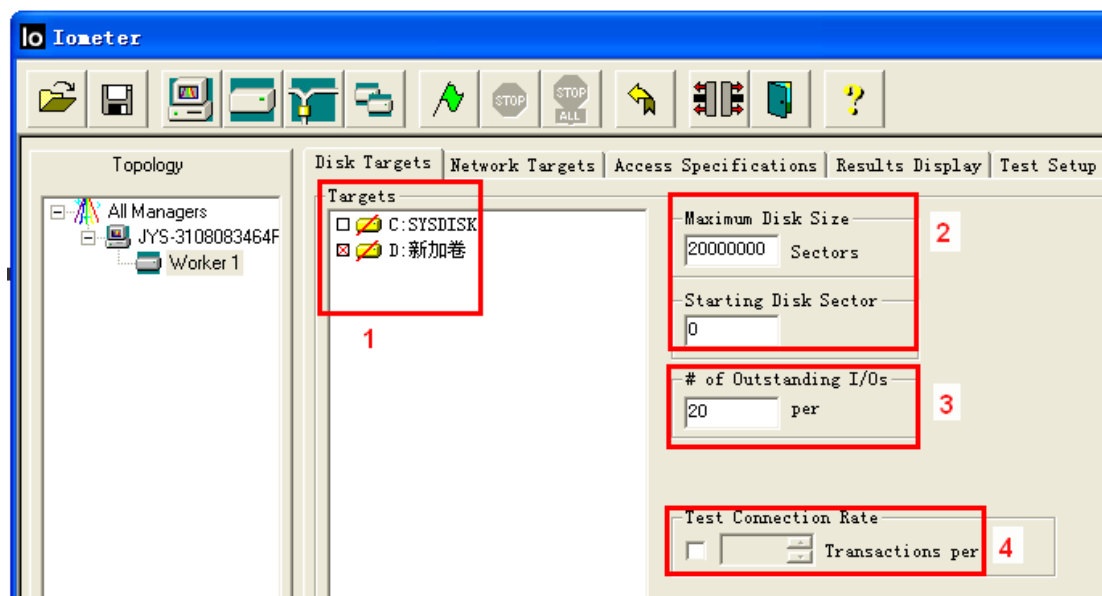 Io Iometer
STOP
STOP
ALL
?
Topology
Disk Targets
Network Targets
Access Specifications
Results Display
Test Setup
All Managers
JYS-3108083464F
Worker 1
Targets
C:SYSDISK
D:新加卷
1
Maximum Disk Size
20000000 Sectors
2
Starting Disk Sector
0
# of Outstanding I/Os
20 per
3
Test Connection Rate
Transactions per
4